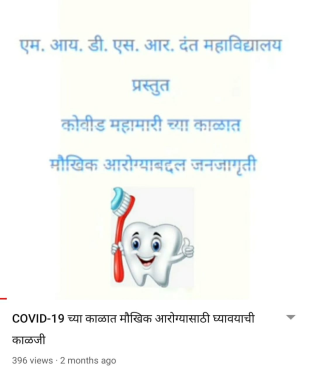 एम. आय. डी. एस. आर. दंत महाविद्यालय
प्रस्तुत
कोवीड महामारी च्या काळात
मौखिक आरोग्याबद्दल जनजागृती
COVID-19 च्या काळात मौखिक आरोग्यासाठी घ्यावयाची
काळजी
396 views · 2 months ago